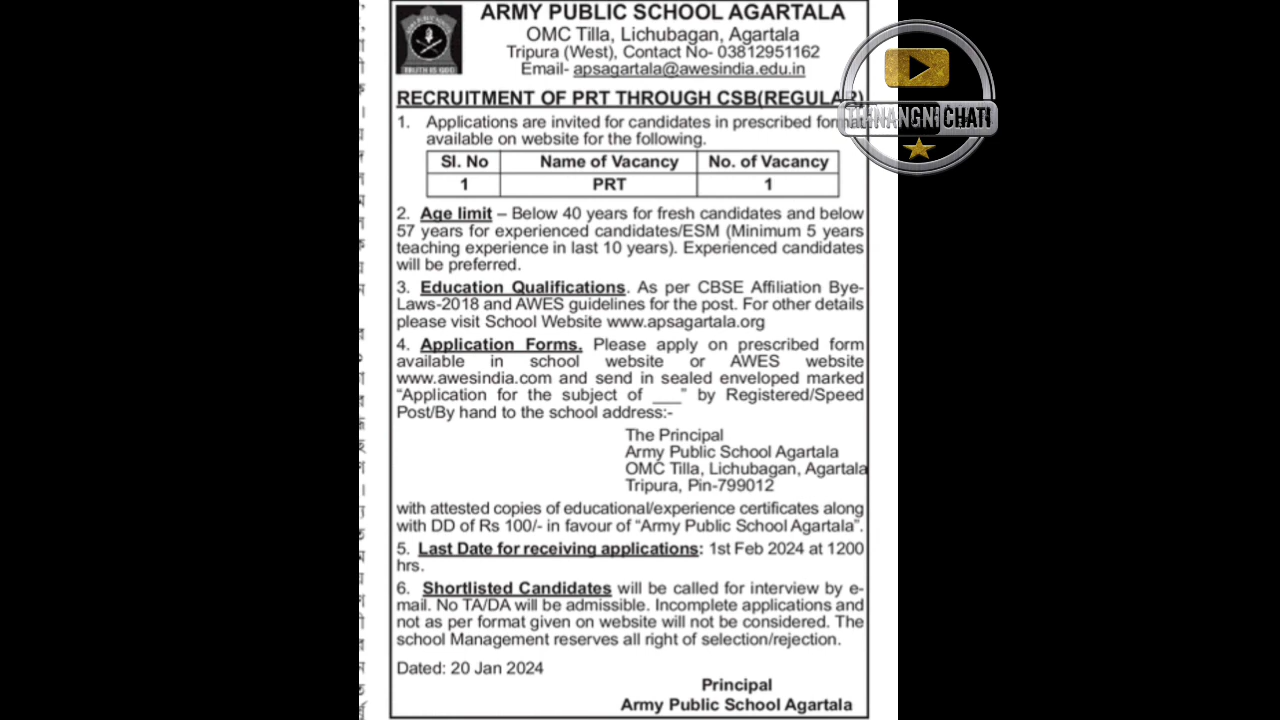 ARMY PUBLIC SCHOOL AGARTALA
OMC Tilla, Lichubagan, Agartala
Tripura (West), Contact No- 03812951162
Email- apsagartala@awesindia.edu.in
TRUTH IS GOD
RECRUITMENT OF PRT THROUGH CSB(REGULAR)
THINANGNI CHATI
1. Applications are invited for candidates in prescribed format
available on website for the following.
Sl. No Name of Vacancy No. of Vacancy
1 PRT 1
2. Age limit – Below 40 years for fresh candidates and below
57 years for experienced candidates/ESM (Minimum 5 years
teaching experience in last 10 years). Experienced candidates
will be preferred.
3. Education Qualifications. As per CBSE Affiliation Bye-
Laws-2018 and AWES guidelines for the post. For other details
please visit School Website www.apsagartala.org
4. Application Forms. Please apply on prescribed form
available in school website or AWES website
www.awesindia.com and send in sealed enveloped marked
“Application for the subject of ___” by Registered/Speed
Post/By hand to the school address:-
The Principal
Army Public School Agartala
OMC Tilla, Lichubagan, Agartala
Tripura, Pin-799012
with attested copies of educational/experience certificates along
with DD of Rs 100/- in favour of “Army Public School Agartala”.
5. Last Date for receiving applications: 1st Feb 2024 at 1200
hrs.
6. Shortlisted Candidates will be called for interview by e-
mail. No TA/DA will be admissible. Incomplete applications and
not as per format given on website will not be considered. The
school Management reserves all right of selection/rejection.
Dated: 20 Jan 2024
Principal
Army Public School Agartala